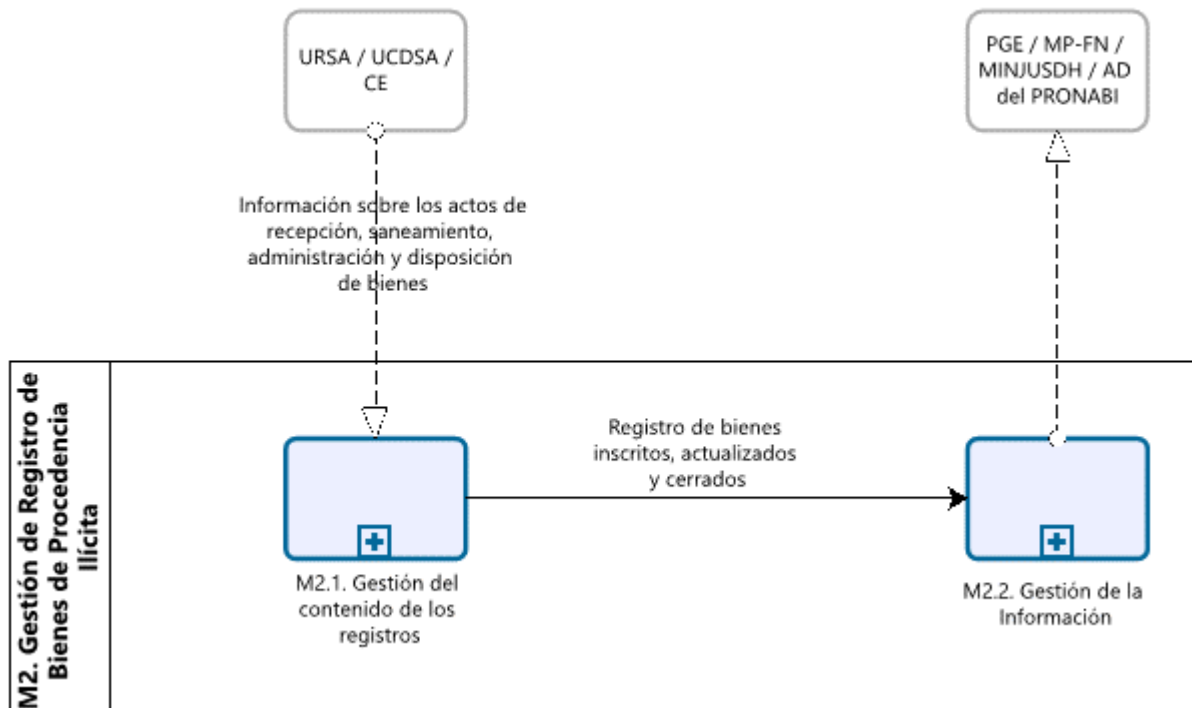 URSA / UCDSA /
CE
PGE / MP-FN /
MINJUSDH / AD
del PRONABI
Información sobre los actos de
recepción, saneamiento,
administración y disposición
de bienes
M2. Gestión de Registro de
Bienes de Procedencia
Ilícita
Registro de bienes
inscritos, actualizados
y cerrados
M2.1. Gestión del
contenido de los
registros
M2.2. Gestión de la
Información